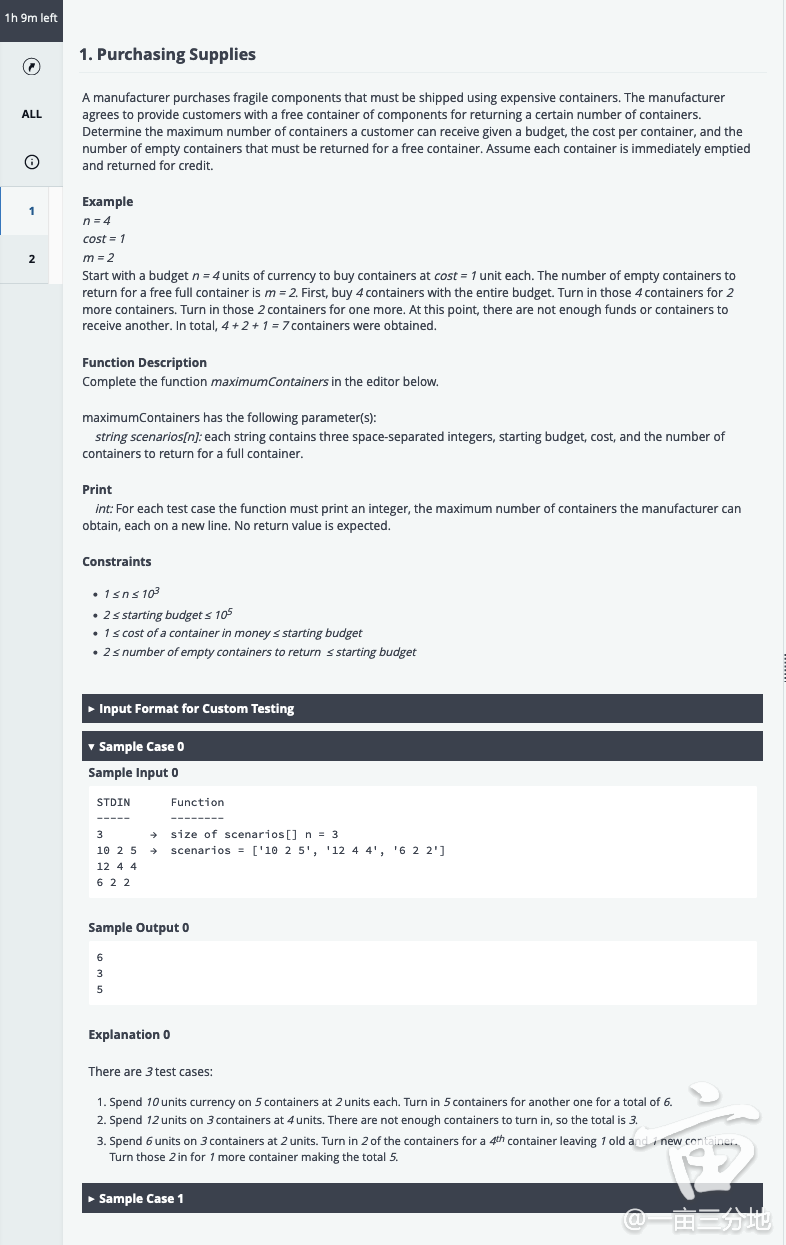 1h 9m left
ALL
1
2
1. Purchasing Supplies
A manufacturer purchases fragile components that must be shipped using expensive containers. The manufacturer
agrees to provide customers with a free container of components for returning a certain number of containers.
Determine the maximum number of containers a customer can receive given a budget, the cost per container, and the
number of empty containers that must be returned for a free container. Assume each container is immediately emptied
and returned for credit.
Example
n = 4
cost = 1
m = 2
Start with a budget n = 4 units of currency to buy containers at cost = 1 unit each. The number of empty containers to
return for a free full container is m = 2. First, buy 4 containers with the entire budget. Turn in those 4 containers for 2
more containers. Turn in those 2 containers for one more. At this point, there are not enough funds or containers to
receive another. In total, 4 + 2 + 1 = 7 containers were obtained.
Function Description
Complete the function maximumContainers in the editor below.
maximumContainers has the following parameter(s):
string scenarios[n]: each string contains three space-separated integers, starting budget, cost, and the number of
containers to return for a full container.
Print
int: For each test case the function must print an integer, the maximum number of containers the manufacturer can
obtain, each on a new line. No return value is expected.
Constraints
• 1 ≤ n ≤ 10³
• 2 ≤ starting budget ≤ 10⁵
• 1 ≤ cost of a container in money ≤ starting budget
• 2 ≤ number of empty containers to return ≤ starting budget
▸ Input Format for Custom Testing
▾ Sample Case 0
Sample Input 0
STDIN Function
----- --------
3 → size of scenarios[] n = 3
10 2 5 → scenarios = ['10 2 5', '12 4 4', '6 2 2']
12 4 4
6 2 2
Sample Output 0
6
3
5
Explanation 0
There are 3 test cases:
1. Spend 10 units currency on 5 containers at 2 units each. Turn in 5 containers for another one for a total of 6.
2. Spend 12 units on 3 containers at 4 units. There are not enough containers to turn in, so the total is 3.
3. Spend 6 units on 3 containers at 2 units. Turn in 2 of the containers for a 4th container leaving 1 old and 1 new container.
Turn those 2 in for 1 more container making the total 5.
▸ Sample Case 1
@一亩三分地